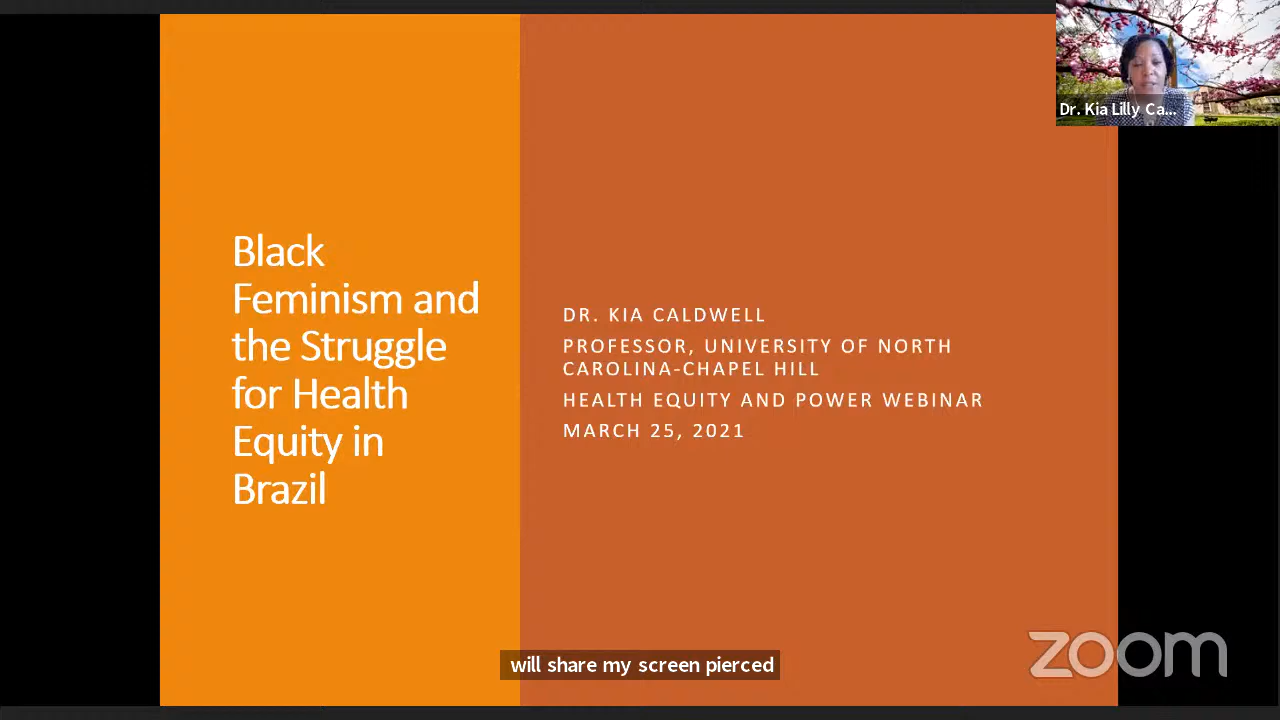 Dr. Kia Lilly Ca...
Black
Feminism and
the Struggle
for Health
Equity in
Brazil
DR. KIA CALDWELL
PROFESSOR, UNIVERSITY OF NORTH
CAROLINA-CHAPEL HILL
HEALTH EQUITY AND POWER WEBINAR
MARCH 25, 2021
will share my screen pierced
zoom